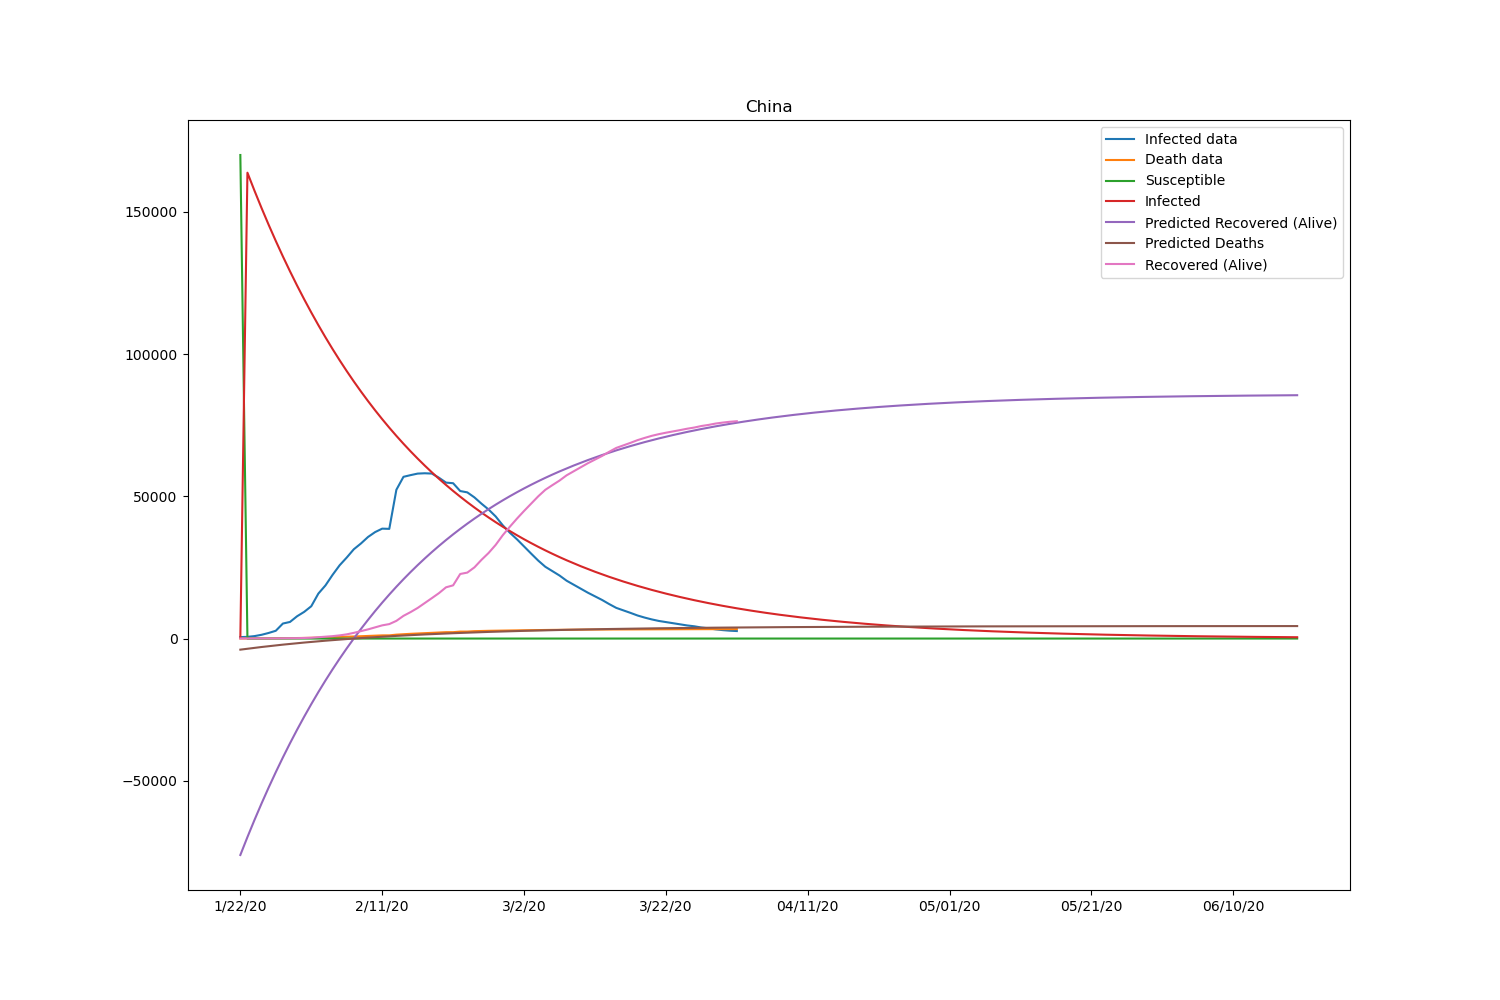 China
Infected data
Death data
Susceptible
Infected
Predicted Recovered (Alive)
Predicted Deaths
Recovered (Alive)
150000
100000
50000
0
−50000
1/22/20 2/11/20 3/2/20 3/22/20 04/11/20 05/01/20 05/21/20 06/10/20